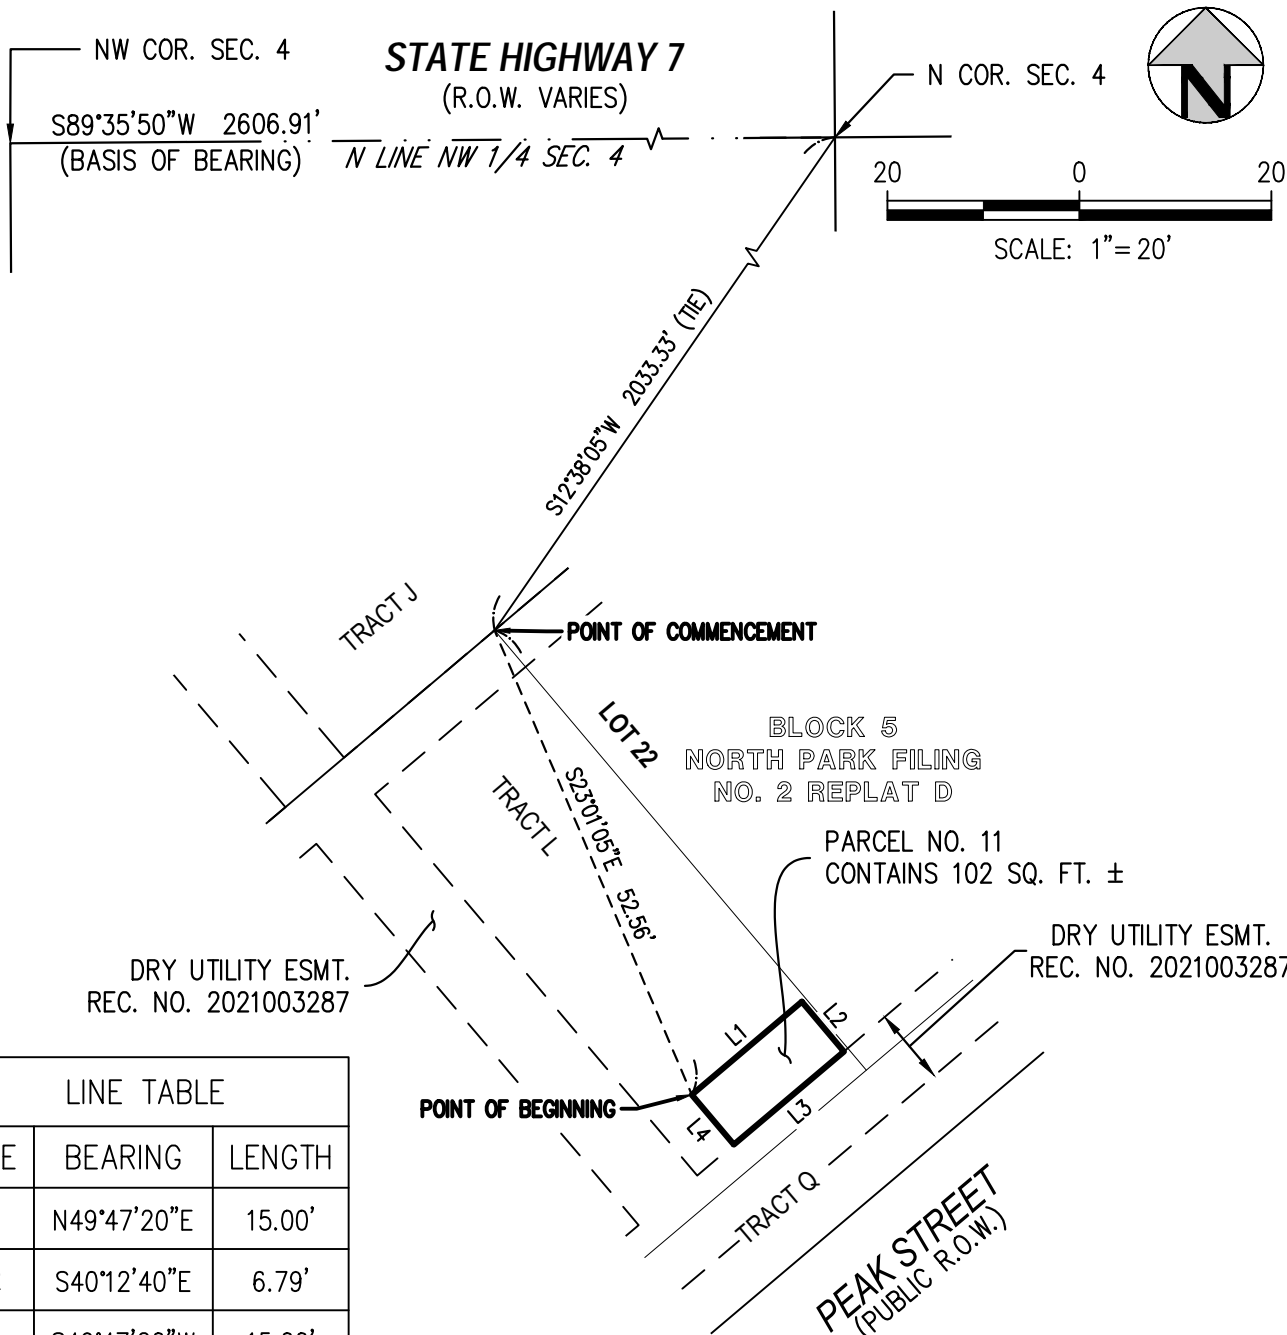 NW COR. SEC. 4
STATE HIGHWAY 7
(R.O.W. VARIES)
N COR. SEC. 4
N
S89°35'50"W 2606.91'
(BASIS OF BEARING)
N LINE NW 1/4 SEC. 4
20 0 20
SCALE: 1"=20'
S12°38'05"W 2033.33' (TIE)
TRACT J
POINT OF COMMENCEMENT
LOT 22
BLOCK 5
NORTH PARK FILING
NO. 2 REPLAT D
TRACT L
S23°01'05"E 52.56'
PARCEL NO. 11
CONTAINS 102 SQ. FT. ±
DRY UTILITY ESMT.
REC. NO. 2021003287
DRY UTILITY ESMT.
REC. NO. 2021003287
L1
L2
L3
L4
POINT OF BEGINNING
TRACT Q
PEAK STREET
(PUBLIC R.O.W.)
LINE TABLE
E BEARING LENGTH
N49°47'20"E 15.00'
S40°12'40"E 6.79'